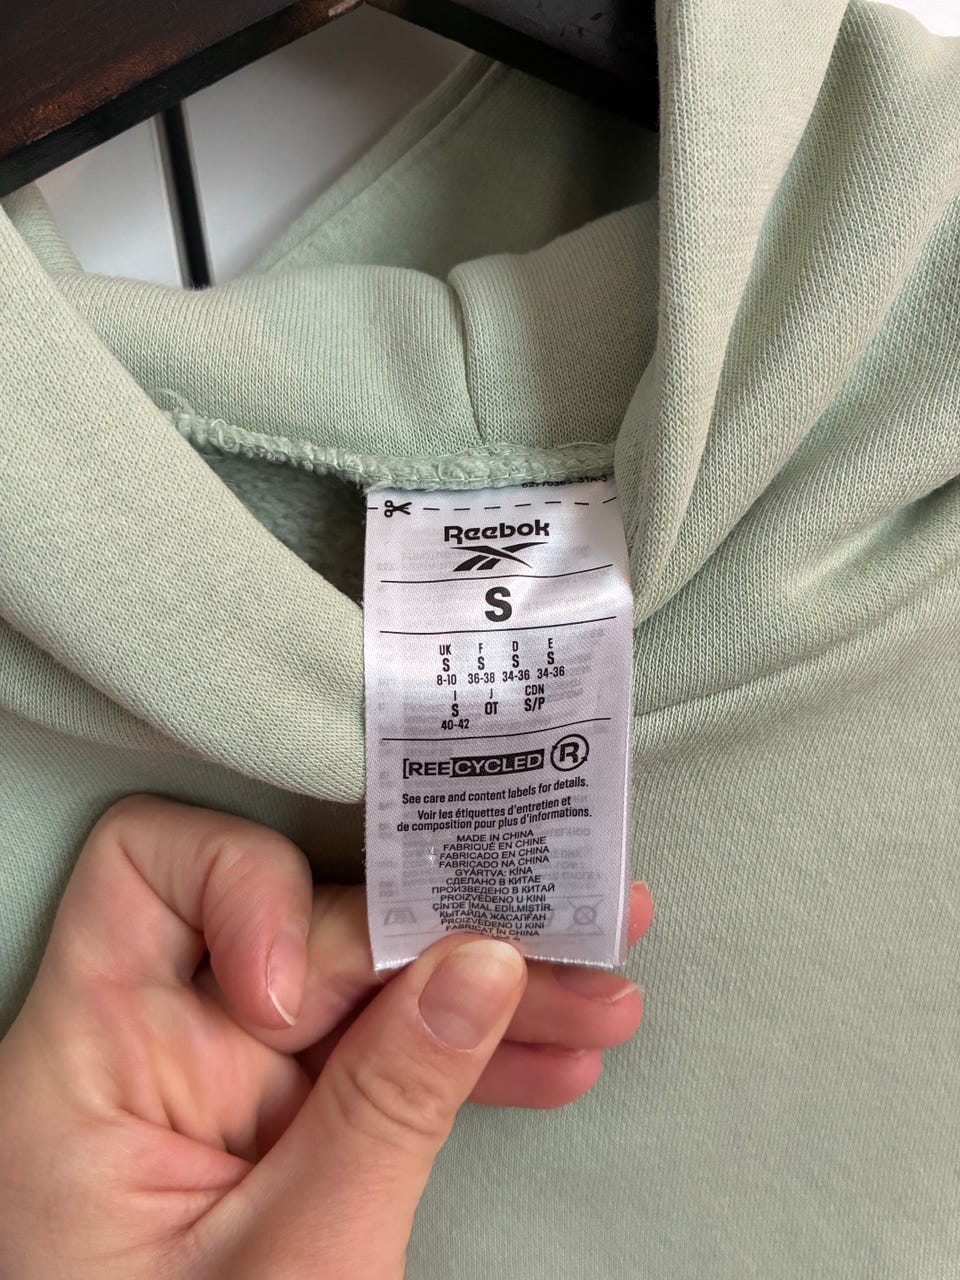 Reebok
S
UK F D E
S S S S
8-10 36-38 34-36 34-36
I J CDN
S OT S/P
40-42
[REE]CYCLED R
See care and content labels for details.
Voir les étiquettes d'entretien et
de composition pour plus d'informations.
MADE IN CHINA
FABRIQUÉ EN CHINE
FABRICADO EN CHINA
FABRICADO NA CHINA
GYÁRTVA: KÍNA
СДЕЛАНО В КИТАЕ
ПРОИЗВЕДЕНО В КИТАЙ
PROIZVEDENO U KINI
ÇIN'DE İMAL EDİLMİŞTİR.
ҚЫТАЙДА ЖАСАЛҒАН
PROIZVEDENO U KINI
FABRICAT ÎN CHINA